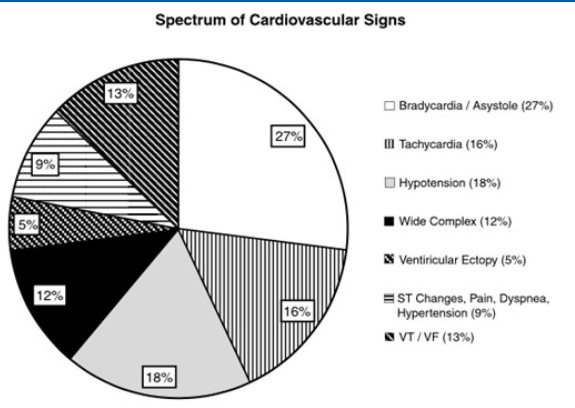 Spectrum of Cardiovascular Signs
13%
27%
9%
5%
12%
16%
18%
Bradycardia / Asystole (27%)
Tachycardia (16%)
Hypotension (18%)
Wide Complex (12%)
Ventiricular Ectopy (5%)
ST Changes, Pain, Dyspnea,
Hypertension (9%)
VT / VF (13%)